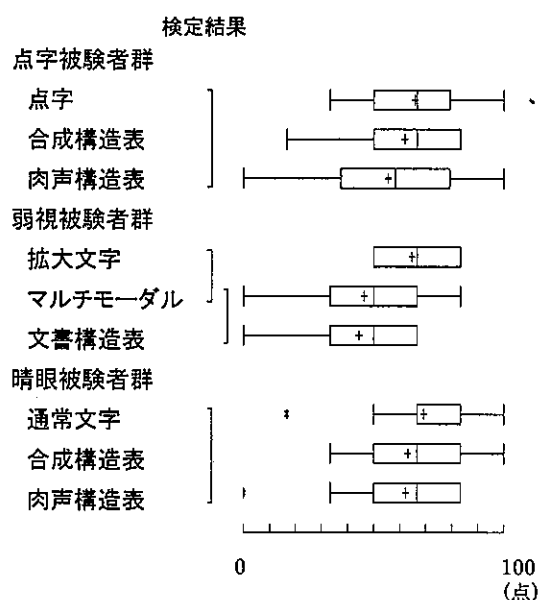 検定結果
点字被験者群
点字
合成構造表
肉声構造表
弱視被験者群
拡大文字
マルチモーダル
文書構造表
晴眼被験者群
通常文字
合成構造表
肉声構造表
0 100
(点)